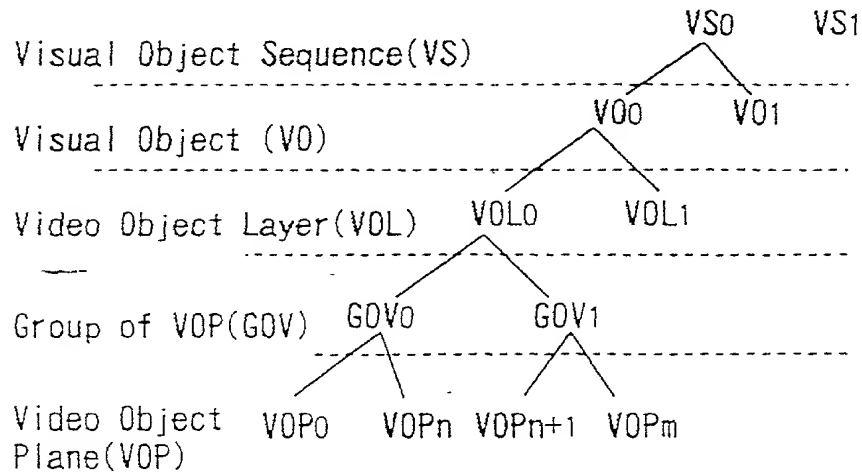 VS0 VS1
Visual Object Sequence(VS)
VO0 VO1
Visual Object (VO)
Video Object Layer(VOL) VOL0 VOL1
Group of VOP(GOV) GOV0 GOV1
Video Object VOP0 VOPn VOPn+1 VOPm
Plane(VOP)